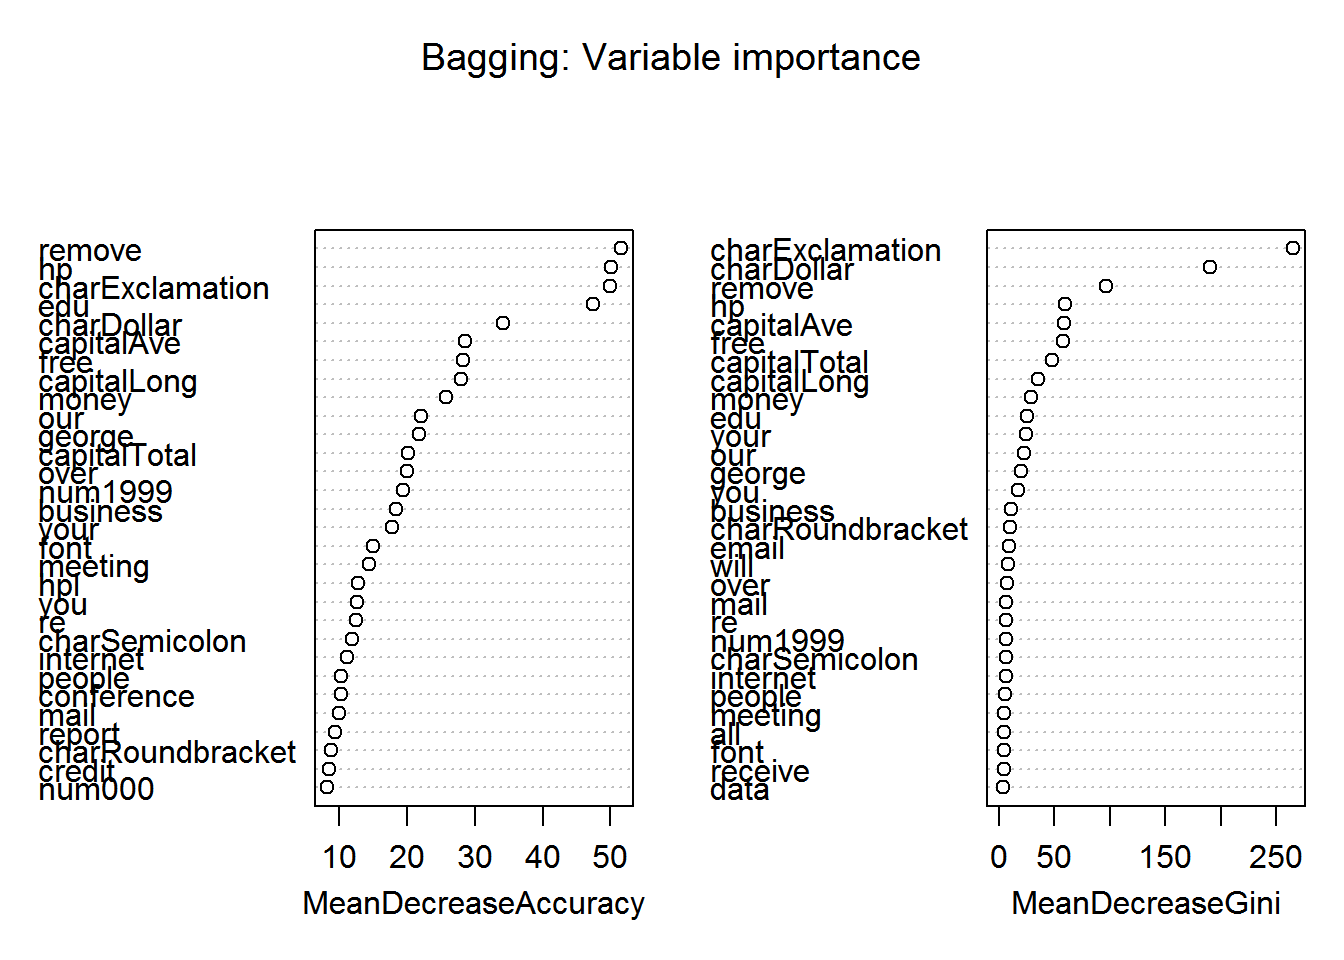 Bagging: Variable importance
remove
hp
charExclamation
edu
charDollar
capitalAve
free
capitalLong
money
our
george
capitalTotal
over
num1999
business
your
font
meeting
hpl
you
re
charSemicolon
internet
people
conference
mail
report
charRoundbracket
credit
num000
10 20 30 40 50
MeanDecreaseAccuracy
charExclamation
charDollar
remove
hp
capitalAve
free
capitalTotal
capitalLong
money
edu
your
our
george
you
business
charRoundbracket
email
will
over
mail
re
num1999
charSemicolon
internet
people
meeting
all
font
receive
data
0 50 150 250
MeanDecreaseGini